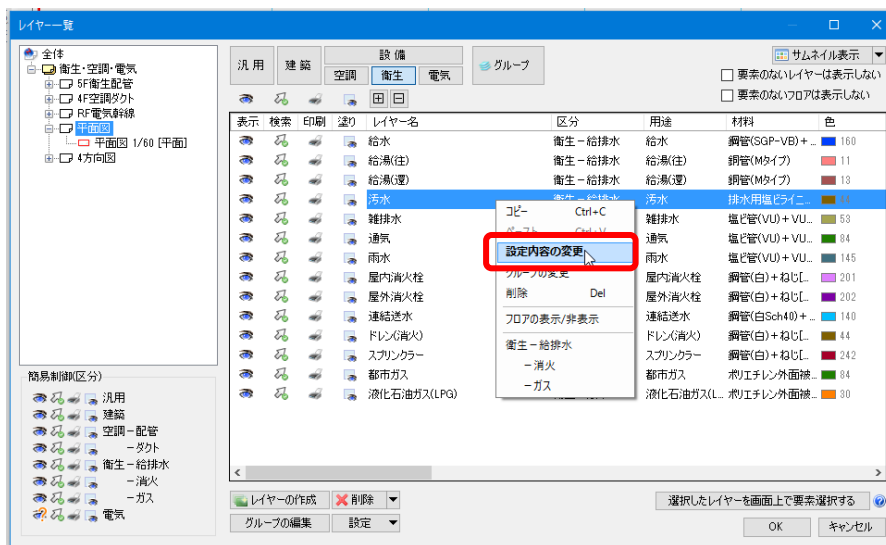 レイヤー一覧
全体
衛生・空調・電気
5F衛生配管
4F空調ダクト
RF電気幹線
平面図
平面図 1/60 [平面]
4方向図
汎用 建築 設備 グループ
空調 衛生 電気
サムネイル表示
要素のないレイヤーは表示しない
要素のないフロアは表示しない
表示 検索 印刷 塗り レイヤー名 区分 用途 材料 色
給水 衛生－給排水 給水 鋼管(SGP-VB)+... 160
給湯(往) 衛生－給排水 給湯(往) 銅管(Mタイプ) 11
給湯(還) 衛生－給排水 給湯(還) 銅管(Mタイプ) 13
汚水 衛生－給排水 汚水 排水用塩ビライニ...
雑排水 雑排水 塩ビ管(VU)+VU... 53
通気 通気 塩ビ管(VU)+VU... 84
雨水 雨水 塩ビ管(VU)+VU... 145
屋内消火栓 屋内消火栓 鋼管(白)+ねじ[... 201
屋外消火栓 屋外消火栓 鋼管(白)+ねじ[... 202
連結送水 連結送水 鋼管(白Sch40)+... 140
ドレン(消火) ドレン(消火) 鋼管(白)+ねじ[... 44
スプリンクラー スプリンクラー 鋼管(白)+ねじ[... 242
都市ガス 都市ガス ポリエチレン外面被... 84
液化石油ガス(LPG) 液化石油ガス(L... ポリエチレン外面被... 30
コピー Ctrl+C
ペースト Ctrl+V
設定内容の変更
グループの変更
削除 Del
フロアの表示/非表示
衛生－給排水
－消火
－ガス
簡易制御(区分)
汎用
建築
空調－配管
－ダクト
衛生－給排水
－消火
－ガス
電気
レイヤーの作成 削除
選択したレイヤーを画面上で要素選択する
グループの編集 設定
OK キャンセル